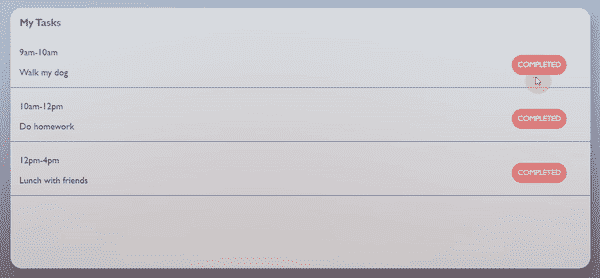 My Tasks
9am-10am
Walk my dog
COMPLETED
10am-12pm
Do homework
COMPLETED
12pm-4pm
Lunch with friends
COMPLETED